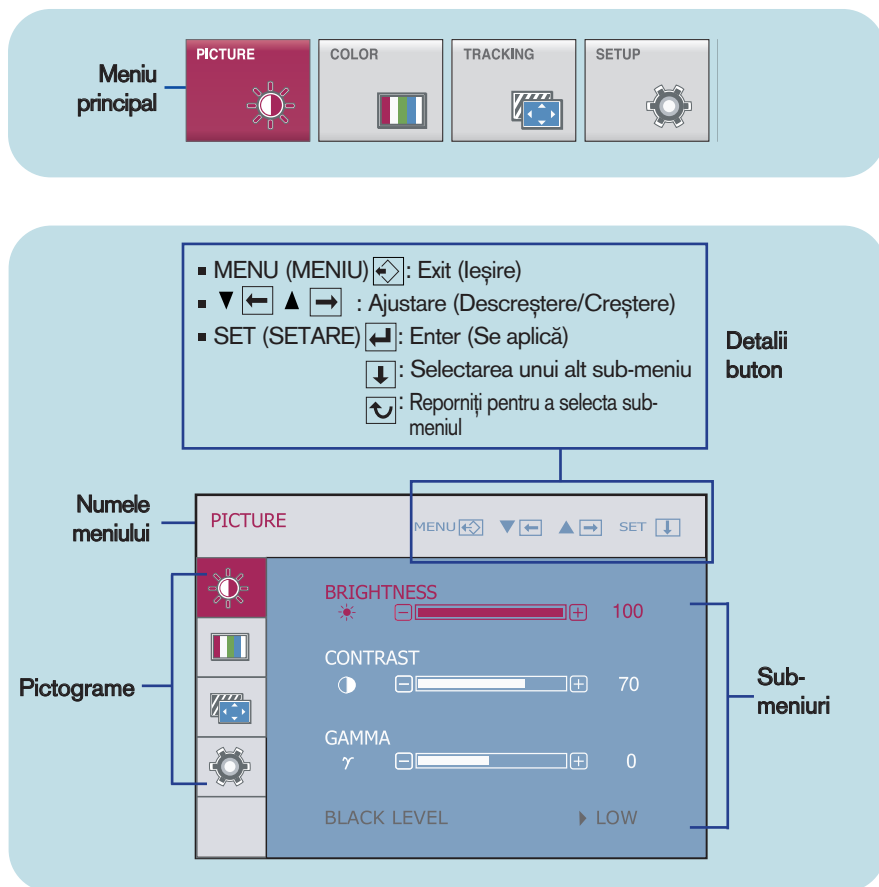 Meniu
principal
PICTURE
COLOR
TRACKING
SETUP
MENU (MENIU) : Exit (Ieșire)
▼ ← ▲ → : Ajustare (Descreștere/Creștere)
SET (SETARE) : Enter (Se aplică)
: Selectarea unui alt sub-meniu
: Reporniți pentru a selecta sub-
meniul
Detalii
buton
Numele
meniului
PICTURE
MENU ▼ ← ▲ → SET ↓
Pictograme
BRIGHTNESS
100
CONTRAST
70
GAMMA
γ 0
BLACK LEVEL LOW
Sub-
meniuri